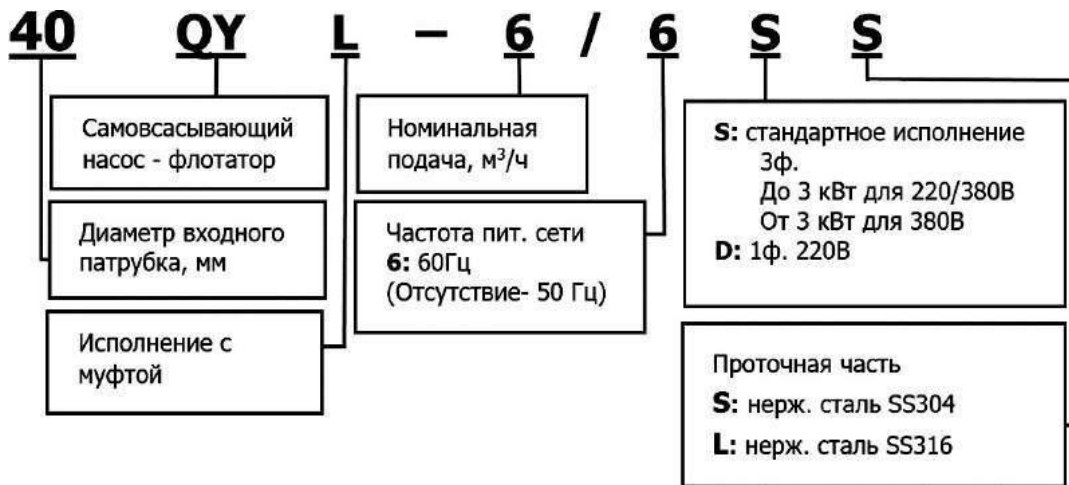 40 QY L – 6 / 6 S S
Самовсасывающий
насос - флотатор
Диаметр входного
патрубка, мм
Исполнение с
муфтой
Номинальная
подача, м³/ч
Частота пит. сети
6: 60Гц
(Отсутствие- 50 Гц)
S: стандартное исполнение
3ф.
До 3 кВт для 220/380В
От 3 кВт для 380В
D: 1ф. 220В
Проточная часть
S: нерж. сталь SS304
L: нерж. сталь SS316